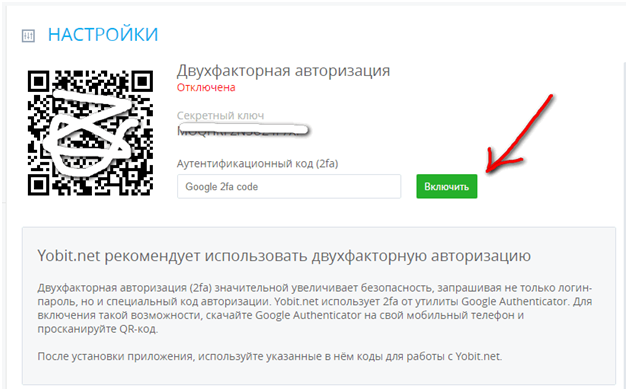 НАСТРОЙКИ
Двухфакторная авторизация
Отключена
Секретный ключ
Аутентификационный код (2fa)
Google 2fa code
Включить
Yobit.net рекомендует использовать двухфакторную авторизацию
Двухфакторная авторизация (2fa) значительной увеличивает безопасность, запрашивая не только логин-
пароль, но и специальный код авторизации. Yobit.net использует 2fa от утилиты Google Authenticator. Для
включения такой возможности, скачайте Google Authenticator на свой мобильный телефон и
просканируйте QR-код.
После установки приложения, используйте указанные в нём коды для работы с Yobit.net.